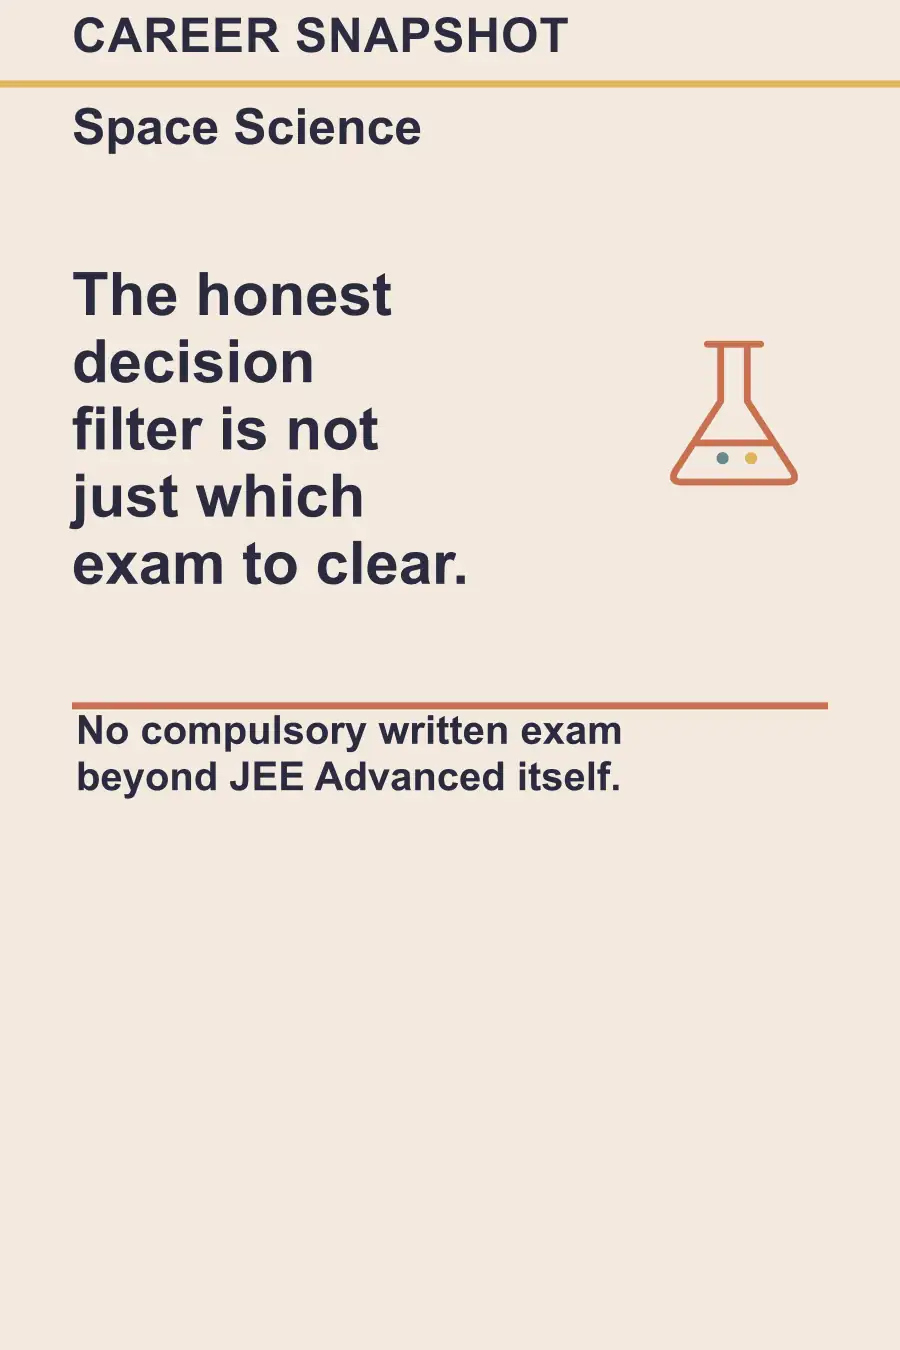 CAREER SNAPSHOT
Space Science
The honest
decision
filter is not
just which
exam to clear.
No compulsory written exam
beyond JEE Advanced itself.